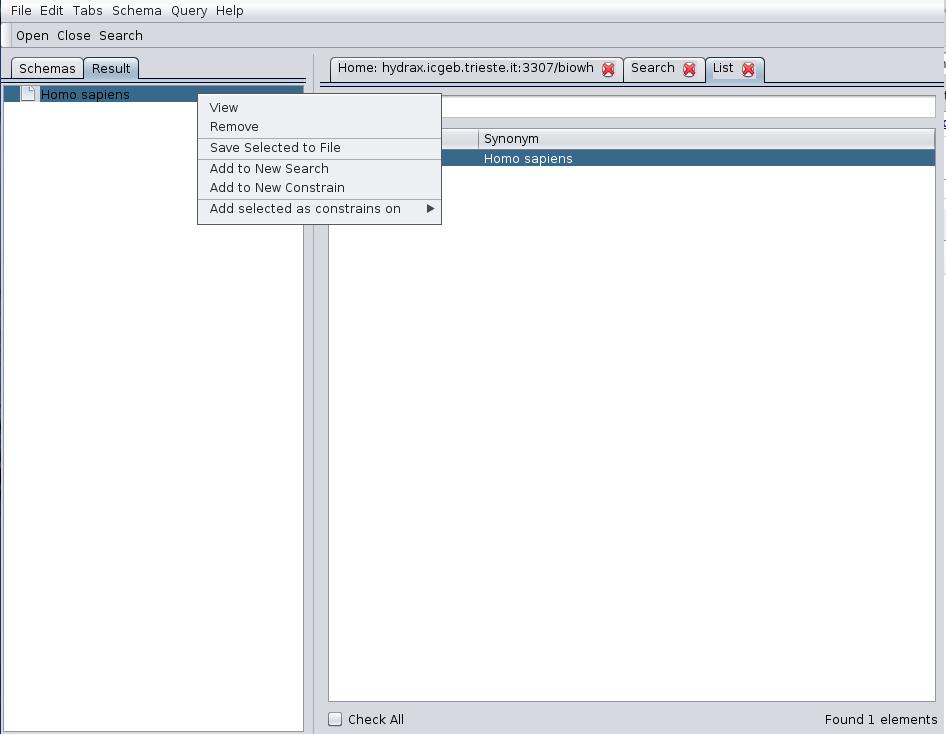 File Edit Tabs Schema Query Help
Open Close Search
Schemas Result
Home: hydrax.icgeb.trieste.it:3307/biowh Search List
Homo sapiens
View
Remove
Save Selected to File
Add to New Search
Add to New Constrain
Add selected as constrains on
Synonym
Homo sapiens
Check All Found 1 elements